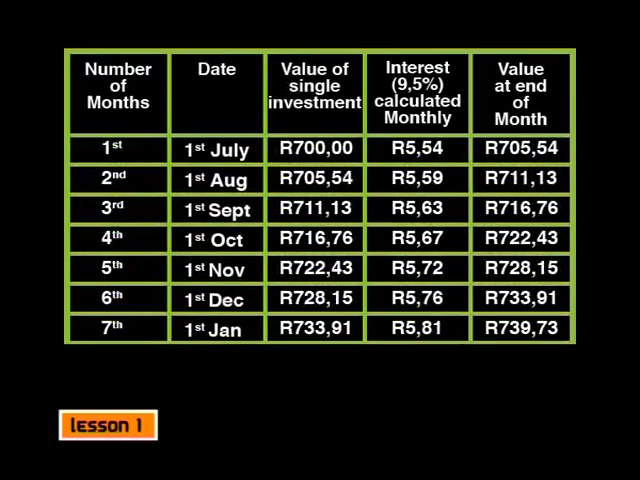 Number of Months Date Value of single investment Interest (9,5%) calculated Monthly Value at end of Month
1st 1st July R700,00 R5,54 R705,54
2nd 1st Aug R705,54 R5,59 R711,13
3rd 1st Sept R711,13 R5,63 R716,76
4th 1st Oct R716,76 R5,67 R722,43
5th 1st Nov R722,43 R5,72 R728,15
6th 1st Dec R728,15 R5,76 R733,91
7th 1st Jan R733,91 R5,81 R739,73
lesson 1